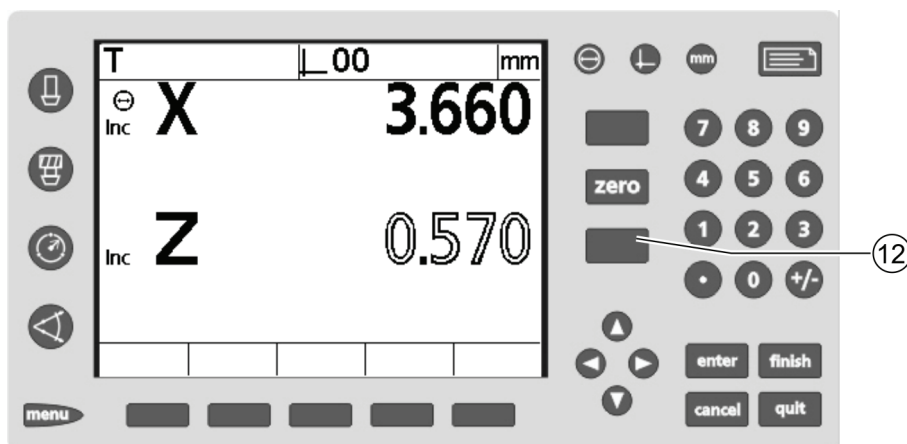 T 00 mm
mm
Inc X 3.660
7 8 9
zero
4 5 6
Inc Z 0.570
1 2 3
12
. 0 +/-
enter finish
menu
cancel quit